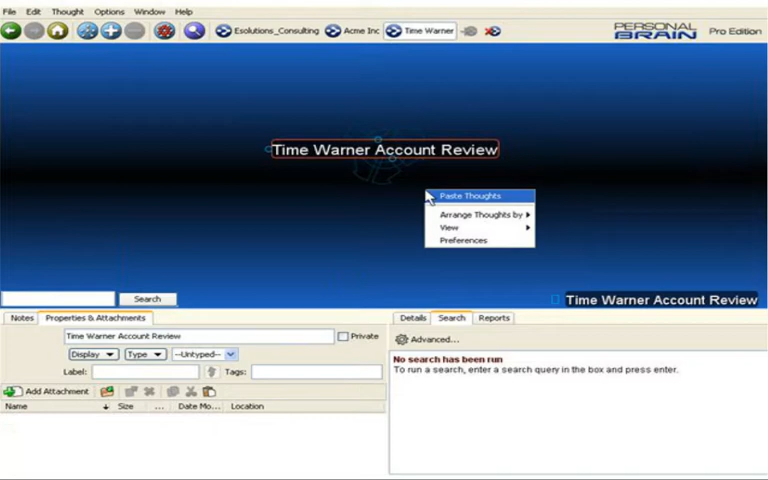 File Edit Thought Options Window Help
Esolutions_Consulting Acme Inc Time Warner PERSONAL BRAIN Pro Edition
Time Warner Account Review
Paste Thoughts
Arrange Thoughts by
View
Preferences
Search Time Warner Account Review
Notes Properties & Attachments Details Search Reports
Time Warner Account Review Private Advanced...
Display Type --Untyped--
No search has been run
Label: Tags: To run a search, enter a search query in the box and press enter.
Add Attachment
Name Size ... Date Mo... Location